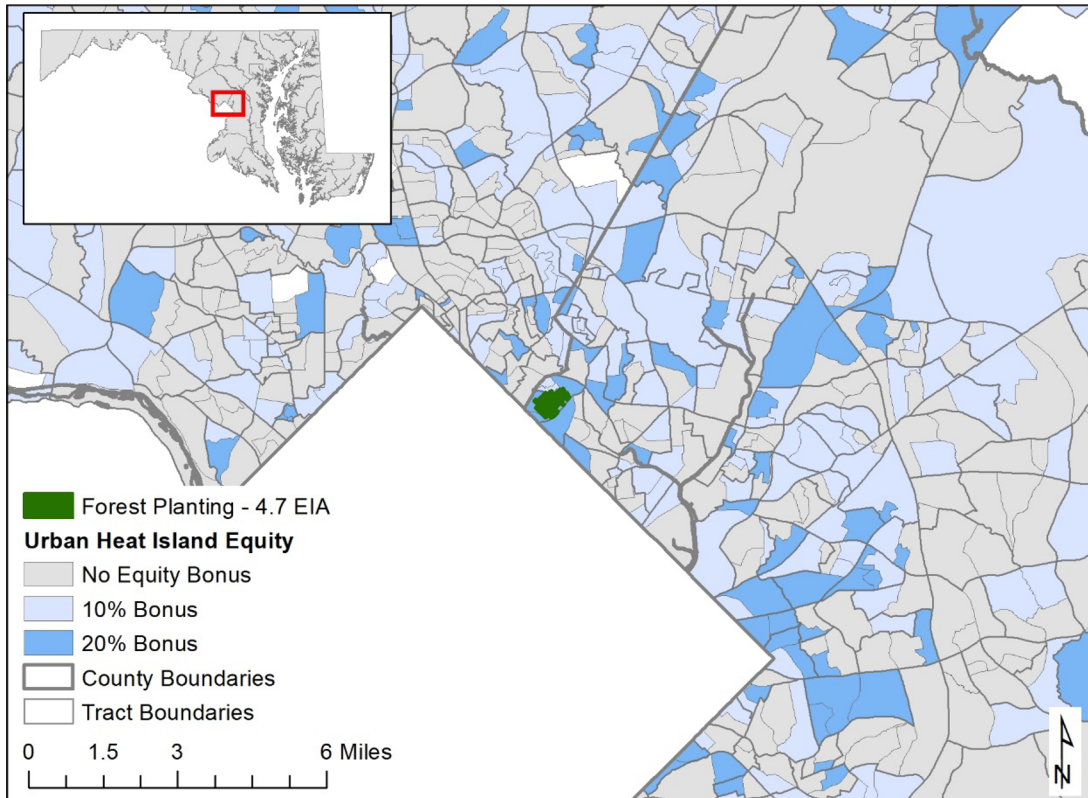 Forest Planting - 4.7 EIA
Urban Heat Island Equity
No Equity Bonus
10% Bonus
20% Bonus
County Boundaries
Tract Boundaries
0 1.5 3 6 Miles
N